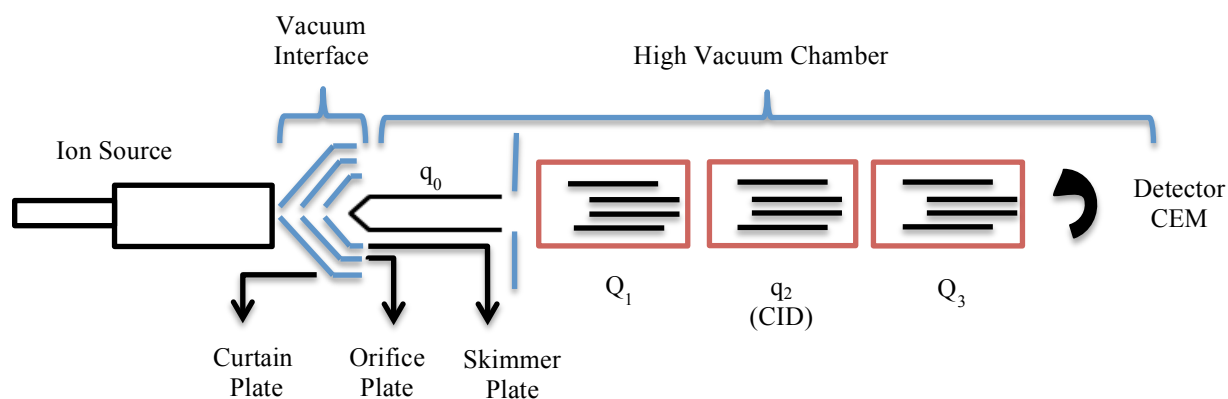 Vacuum
Interface
High Vacuum Chamber
Ion Source
q0
Detector
CEM
Q1
q2
(CID)
Q3
Curtain
Plate
Orifice
Plate
Skimmer
Plate